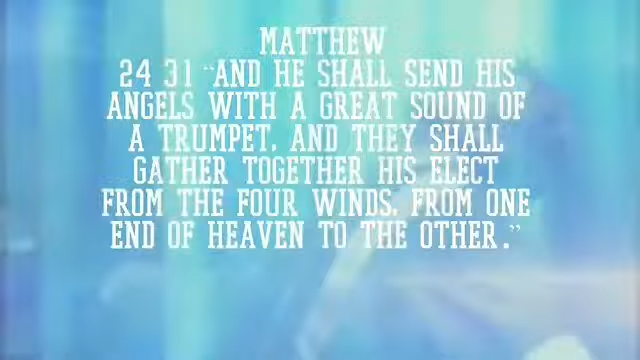 MATTHEW
24 31 “AND HE SHALL SEND HIS
ANGELS WITH A GREAT SOUND OF
A TRUMPET, AND THEY SHALL
GATHER TOGETHER HIS ELECT
FROM THE FOUR WINDS, FROM ONE
END OF HEAVEN TO THE OTHER.”